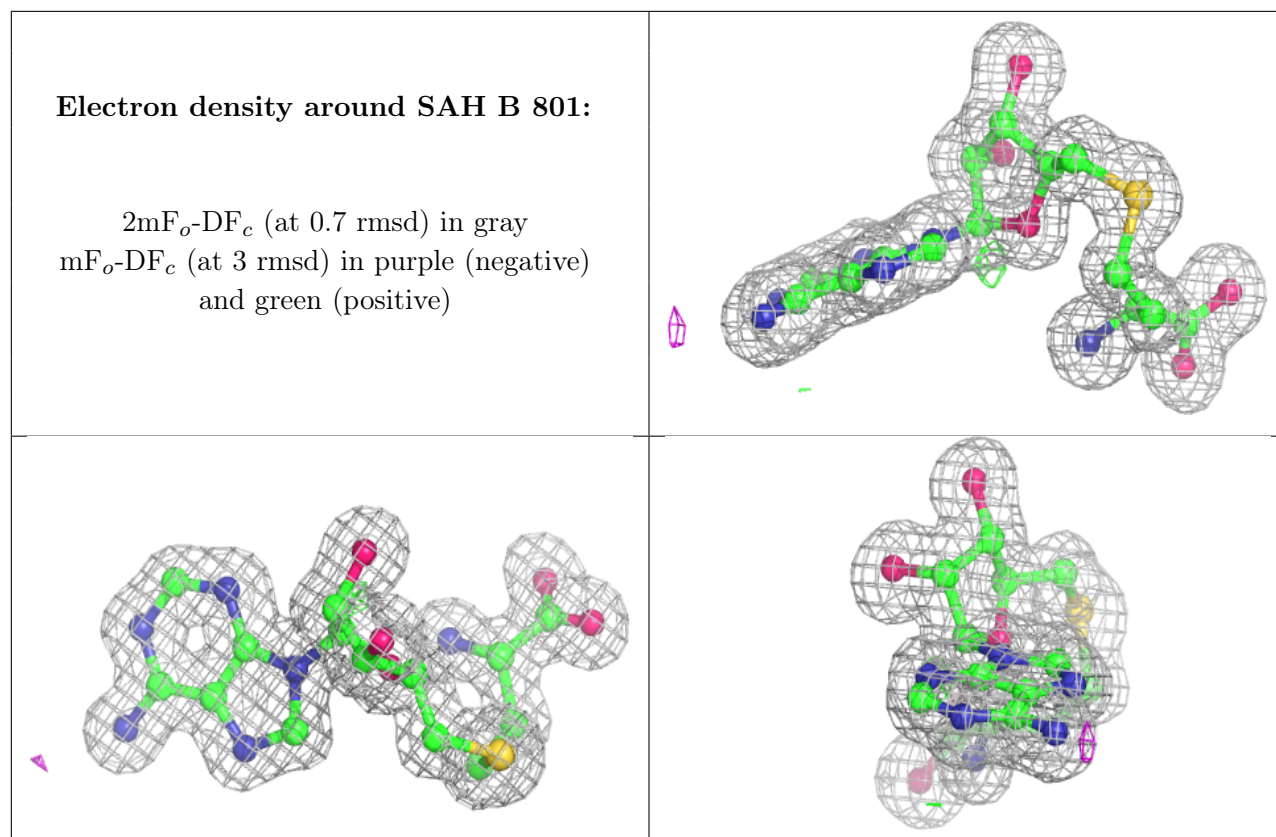 Electron density around SAH B 801:
2mFₒ-DF𝒸 (at 0.7 rmsd) in gray
mFₒ-DF𝒸 (at 3 rmsd) in purple (negative)
and green (positive)